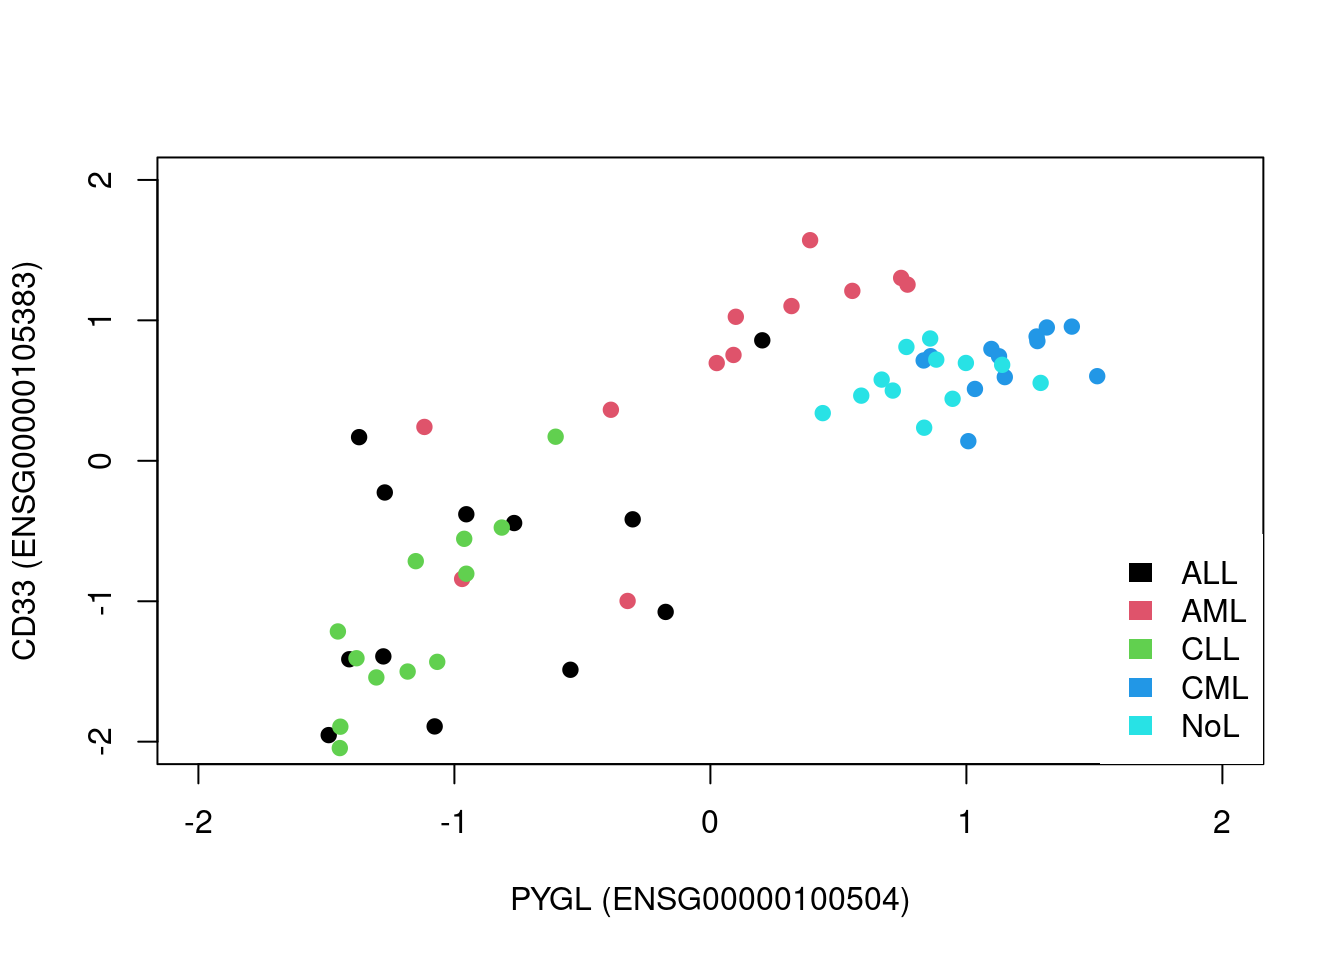 CD33 (ENSG00000105383)
2
1
0
-1
-2
ALL
AML
CLL
CML
NoL
-2 -1 0 1 2
PYGL (ENSG00000100504)